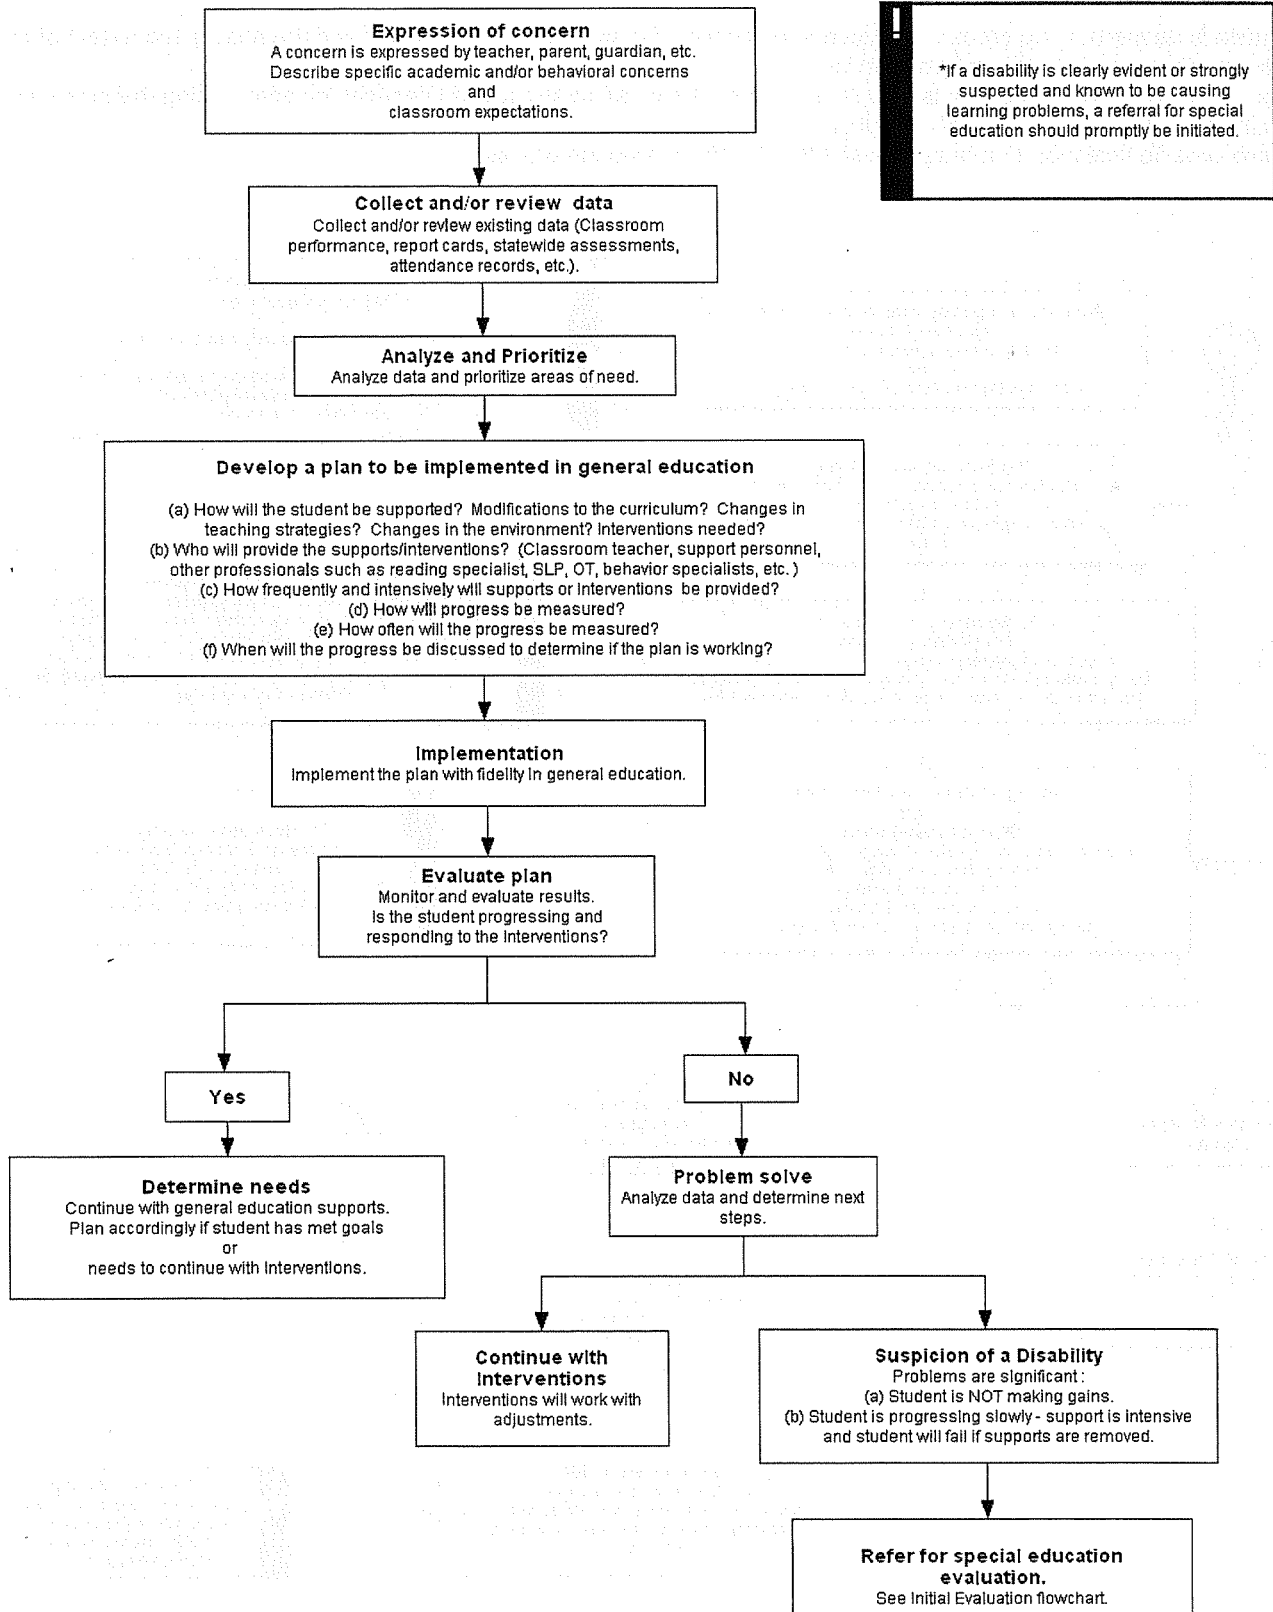 Expression of concern
A concern is expressed by teacher, parent, guardian, etc.
Describe specific academic and/or behavioral concerns
and
classroom expectations.
!
*If a disability is clearly evident or strongly
suspected and known to be causing
learning problems, a referral for special
education should promptly be initiated.
Collect and/or review data
Collect and/or review existing data (Classroom
performance, report cards, statewide assessments,
attendance records, etc.).
Analyze and Prioritize
Analyze data and prioritize areas of need.
Develop a plan to be implemented in general education
(a) How will the student be supported? Modifications to the curriculum? Changes in
teaching strategies? Changes in the environment? Interventions needed?
(b) Who will provide the supports/interventions? (Classroom teacher, support personnel,
other professionals such as reading specialist, SLP, OT, behavior specialists, etc. )
(c) How frequently and intensively will supports or interventions be provided?
(d) How will progress be measured?
(e) How often will the progress be measured?
(f) When will the progress be discussed to determine if the plan is working?
Implementation
Implement the plan with fidelity in general education.
Evaluate plan
Monitor and evaluate results.
Is the student progressing and
responding to the interventions?
Yes
No
Determine needs
Continue with general education supports.
Plan accordingly if student has met goals
or
needs to continue with interventions.
Problem solve
Analyze data and determine next
steps.
Continue with
Interventions
Interventions will work with
adjustments.
Suspicion of a Disability
Problems are significant :
(a) Student is NOT making gains.
(b) Student is progressing slowly - support is intensive
and student will fail if supports are removed.
Refer for special education
evaluation.
See Initial Evaluation flowchart.